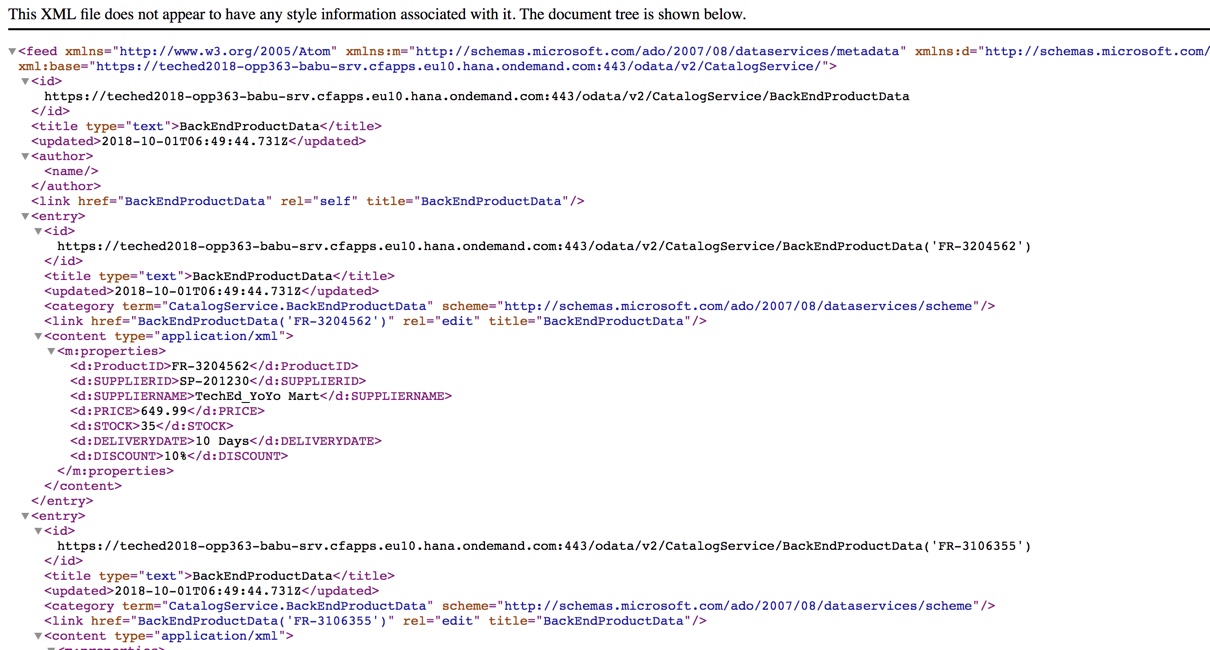 This XML file does not appear to have any style information associated with it. The document tree is shown below.
▼<feed xmlns="http://www.w3.org/2005/Atom" xmlns:m="http://schemas.microsoft.com/ado/2007/08/dataservices/metadata" xmlns:d="http://schemas.microsoft.com/
xml:base="https://teched2018-opp363-babu-srv.cfapps.eu10.hana.ondemand.com:443/odata/v2/CatalogService/">
▼<id>
https://teched2018-opp363-babu-srv.cfapps.eu10.hana.ondemand.com:443/odata/v2/CatalogService/BackEndProductData
</id>
<title type="text">BackEndProductData</title>
<updated>2018-10-01T06:49:44.731Z</updated>
▼<author>
<name/>
</author>
<link href="BackEndProductData" rel="self" title="BackEndProductData"/>
▼<entry>
▼<id>
https://teched2018-opp363-babu-srv.cfapps.eu10.hana.ondemand.com:443/odata/v2/CatalogService/BackEndProductData('FR-3204562')
</id>
<title type="text">BackEndProductData</title>
<updated>2018-10-01T06:49:44.731Z</updated>
<category term="CatalogService.BackEndProductData" scheme="http://schemas.microsoft.com/ado/2007/08/dataservices/scheme"/>
<link href="BackEndProductData('FR-3204562')" rel="edit" title="BackEndProductData"/>
▼<content type="application/xml">
▼<m:properties>
<d:ProductID>FR-3204562</d:ProductID>
<d:SUPPLIERID>SP-201230</d:SUPPLIERID>
<d:SUPPLIERNAME>TechEd_YoYo Mart</d:SUPPLIERNAME>
<d:PRICE>649.99</d:PRICE>
<d:STOCK>35</d:STOCK>
<d:DELIVERYDATE>10 Days</d:DELIVERYDATE>
<d:DISCOUNT>10%</d:DISCOUNT>
</m:properties>
</content>
</entry>
▼<entry>
▼<id>
https://teched2018-opp363-babu-srv.cfapps.eu10.hana.ondemand.com:443/odata/v2/CatalogService/BackEndProductData('FR-3106355')
</id>
<title type="text">BackEndProductData</title>
<updated>2018-10-01T06:49:44.731Z</updated>
<category term="CatalogService.BackEndProductData" scheme="http://schemas.microsoft.com/ado/2007/08/dataservices/scheme"/>
<link href="BackEndProductData('FR-3106355')" rel="edit" title="BackEndProductData"/>
▼<content type="application/xml">